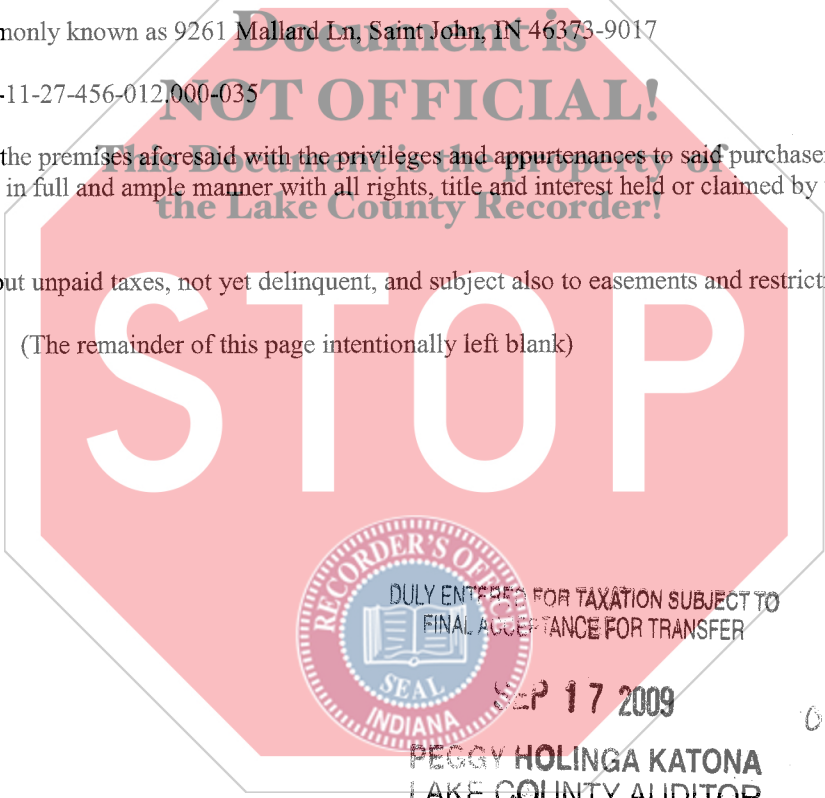 Document is
monly known as 9261 Mallard Ln, Saint John, IN 46373-9017
NOT OFFICIAL!
-11-27-456-012.000-035
the premises aforesaid with the privileges and appurtenances to said purchaser
This Document is the property of
in full and ample manner with all rights, title and interest held or claimed by
the Lake County Recorder!
out unpaid taxes, not yet delinquent, and subject also to easements and restrict
STOP
(The remainder of this page intentionally left blank)
RECORDER'S OFFICE
SEAL
INDIANA
DULY ENTERED FOR TAXATION SUBJECT TO
FINAL ACCEPTANCE FOR TRANSFER
SEP 17 2009
PEGGY HOLINGA KATONA
LAKE COUNTY AUDITOR